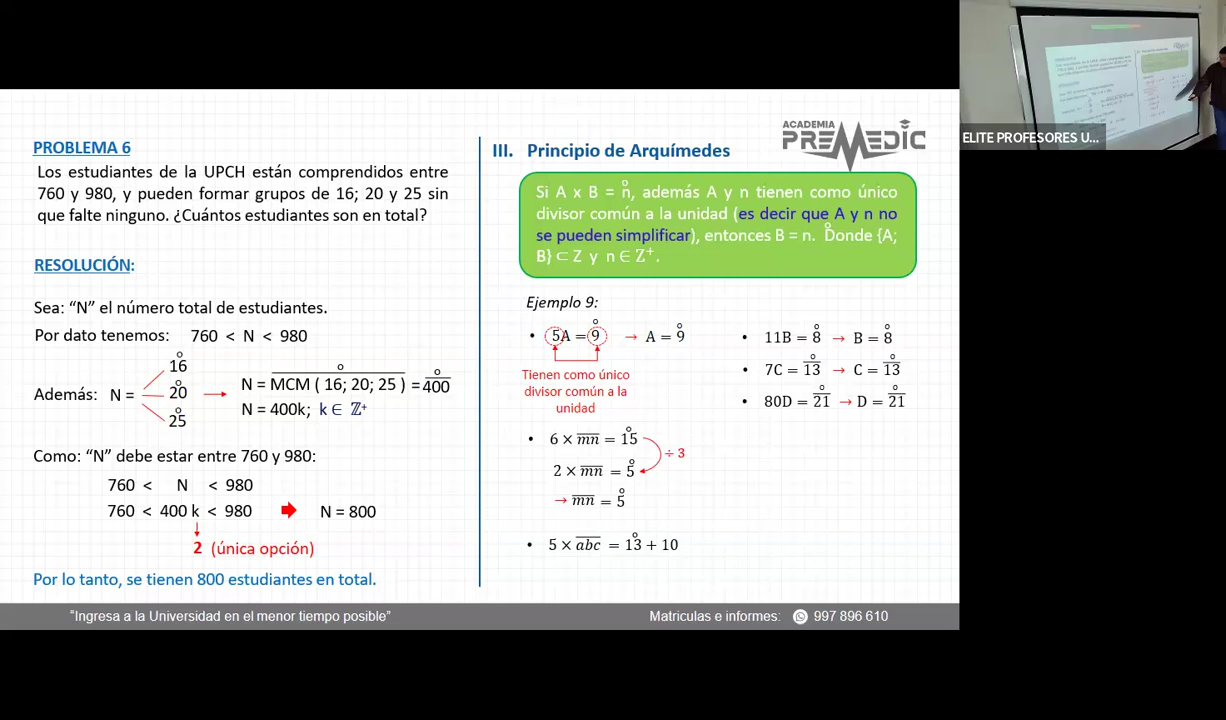 PROBLEMA 6
Los estudiantes de la UPCH están comprendidos entre
760 y 980, y pueden formar grupos de 16; 20 y 25 sin
que falte ninguno. ¿Cuántos estudiantes son en total?
RESOLUCIÓN:
Sea: “N” el número total de estudiantes.
Por dato tenemos: 760 < N < 980
Además: N =
o
16
o
20
o
25
o
N = MCM ( 16; 20; 25 ) = 400
o
N = 400k; k ∈ ℤ⁺
Como: “N” debe estar entre 760 y 980:
760 < N < 980
760 < 400 k < 980
N = 800
2 (única opción)
Por lo tanto, se tienen 800 estudiantes en total.
ACADEMIA
PREMEDIC
III. Principio de Arquímedes
Si A x B = n̊, además A y n tienen como único
divisor común a la unidad (es decir que A y n no
se pueden simplificar), entonces B = n. D̊onde {A;
B} ⊂ Z y n ∈ ℤ⁺.
Ejemplo 9:
• 5A = 9̊ → A = 9̊
Tienen como único
divisor común a la
unidad
• 6 × m̅n̅ = 15̊
÷ 3
2 × m̅n̅ = 5̊
→ m̅n̅ = 5̊
• 5 × a̅b̅c̅ = 13̊ + 10
• 11B = 8̊ → B = 8̊
• 7C = 13̊ → C = 13̊
• 80D = 21̊ → D = 21̊
“Ingresa a la Universidad en el menor tiempo posible”
Matriculas e informes: 997 896 610
ELITE PROFESORES U...